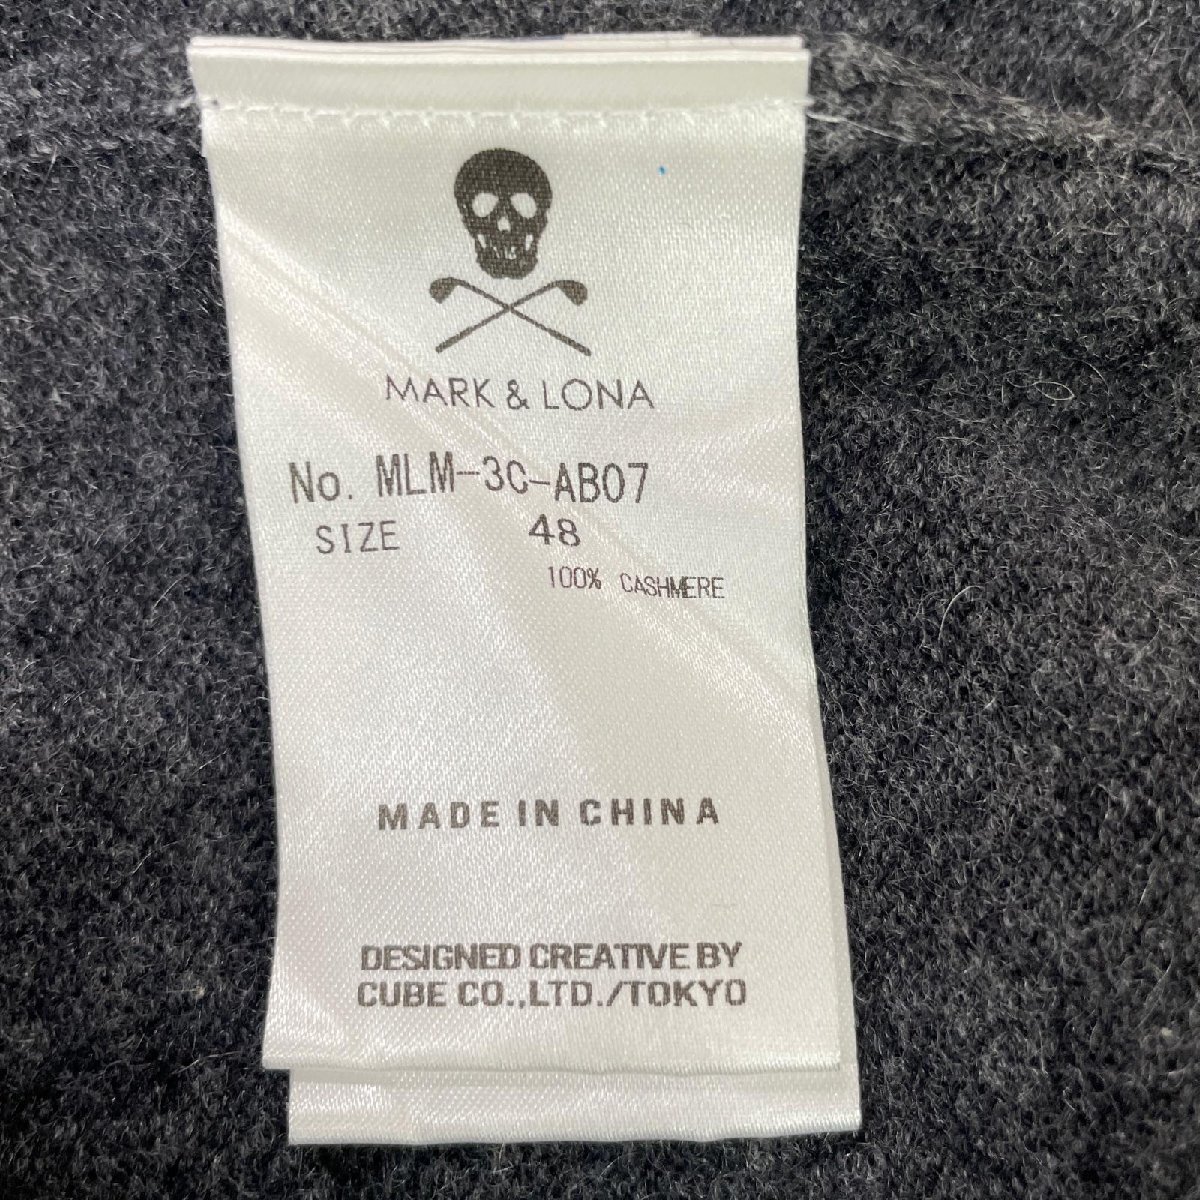 MARK & LONA
No. MLM-3C-AB07
SIZE 48
100% CASHMERE
MADE IN CHINA
DESIGNED CREATIVE BY
CUBE CO.,LTD./TOKYO